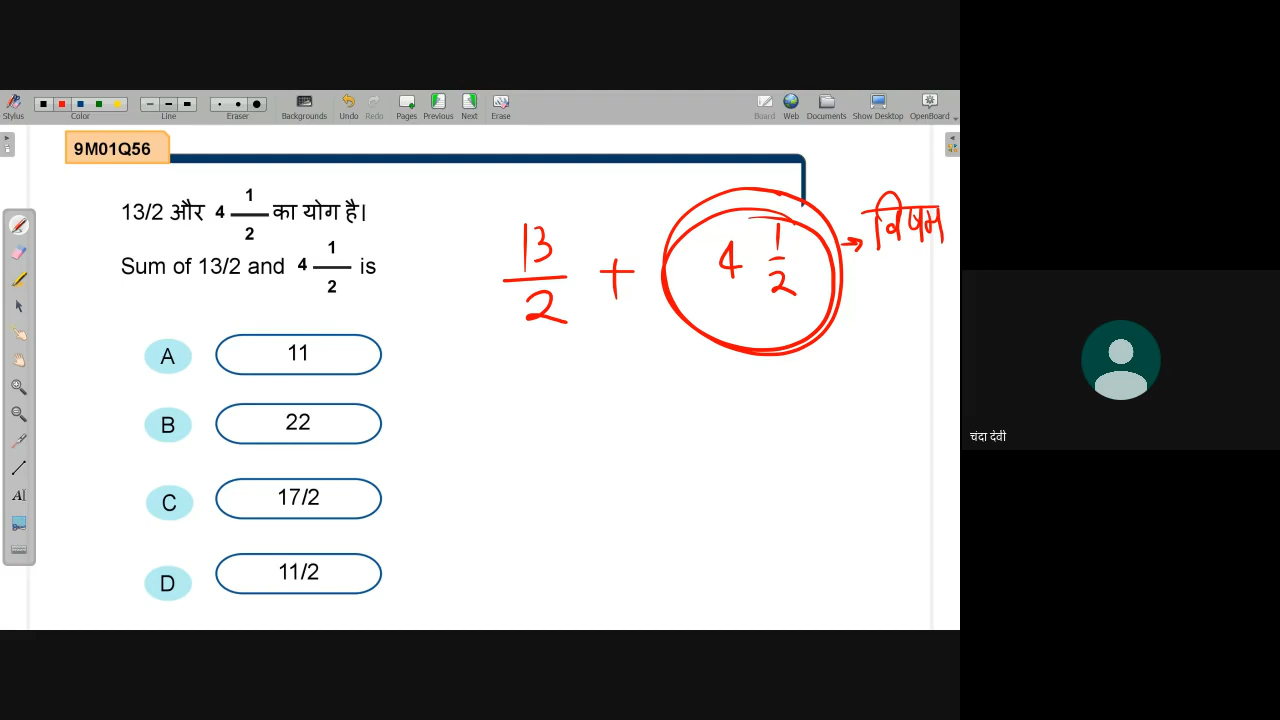 Stylus Color Line Eraser Backgrounds Undo Redo Pages Previous Next Erase Board Web Documents Show Desktop OpenBoard
9M01Q56
13/2 और 4 1/2 का योग है।
Sum of 13/2 and 4 1/2 is
13/2 + 4 1/2 → विषम
A 11
B 22
C 17/2
D 11/2
चंदा देवी